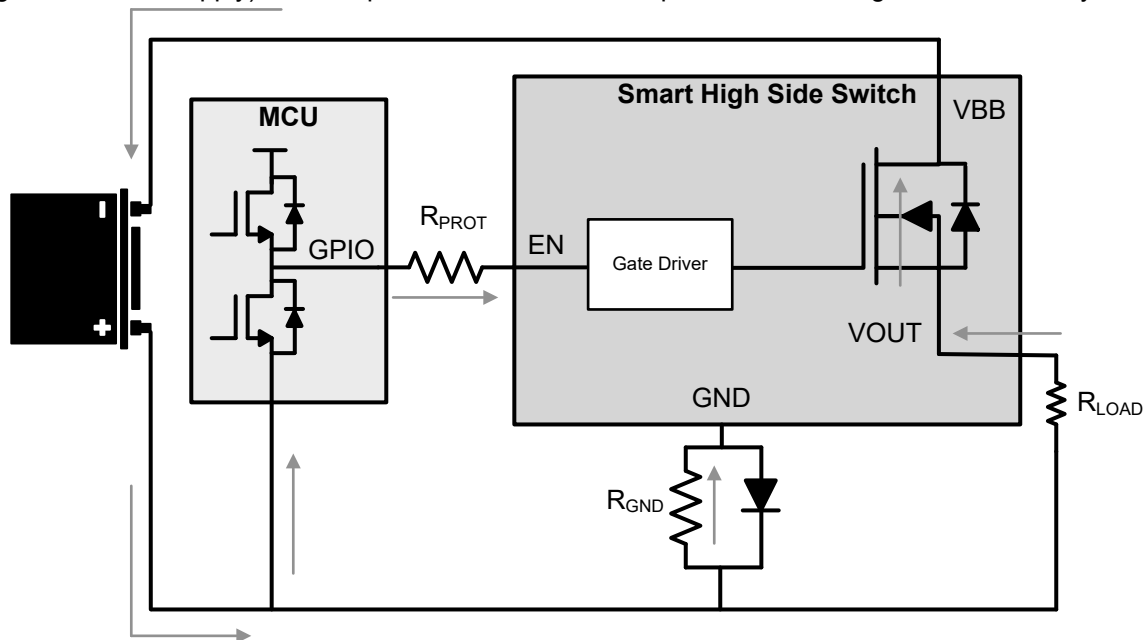 Smart High Side Switch
MCU
VBB
-
RPROT
GPIO
EN
Gate Driver
+
VOUT
GND
RLOAD
RGND